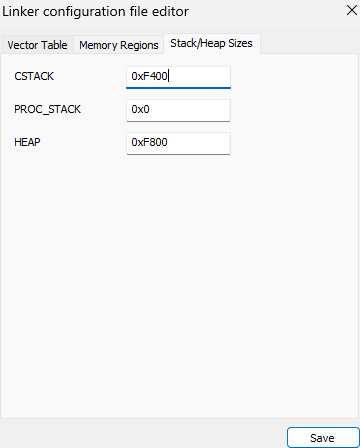 Linker configuration file editor
Vector Table Memory Regions Stack/Heap Sizes
CSTACK 0xF400
PROC_STACK 0x0
HEAP 0xF800
Save